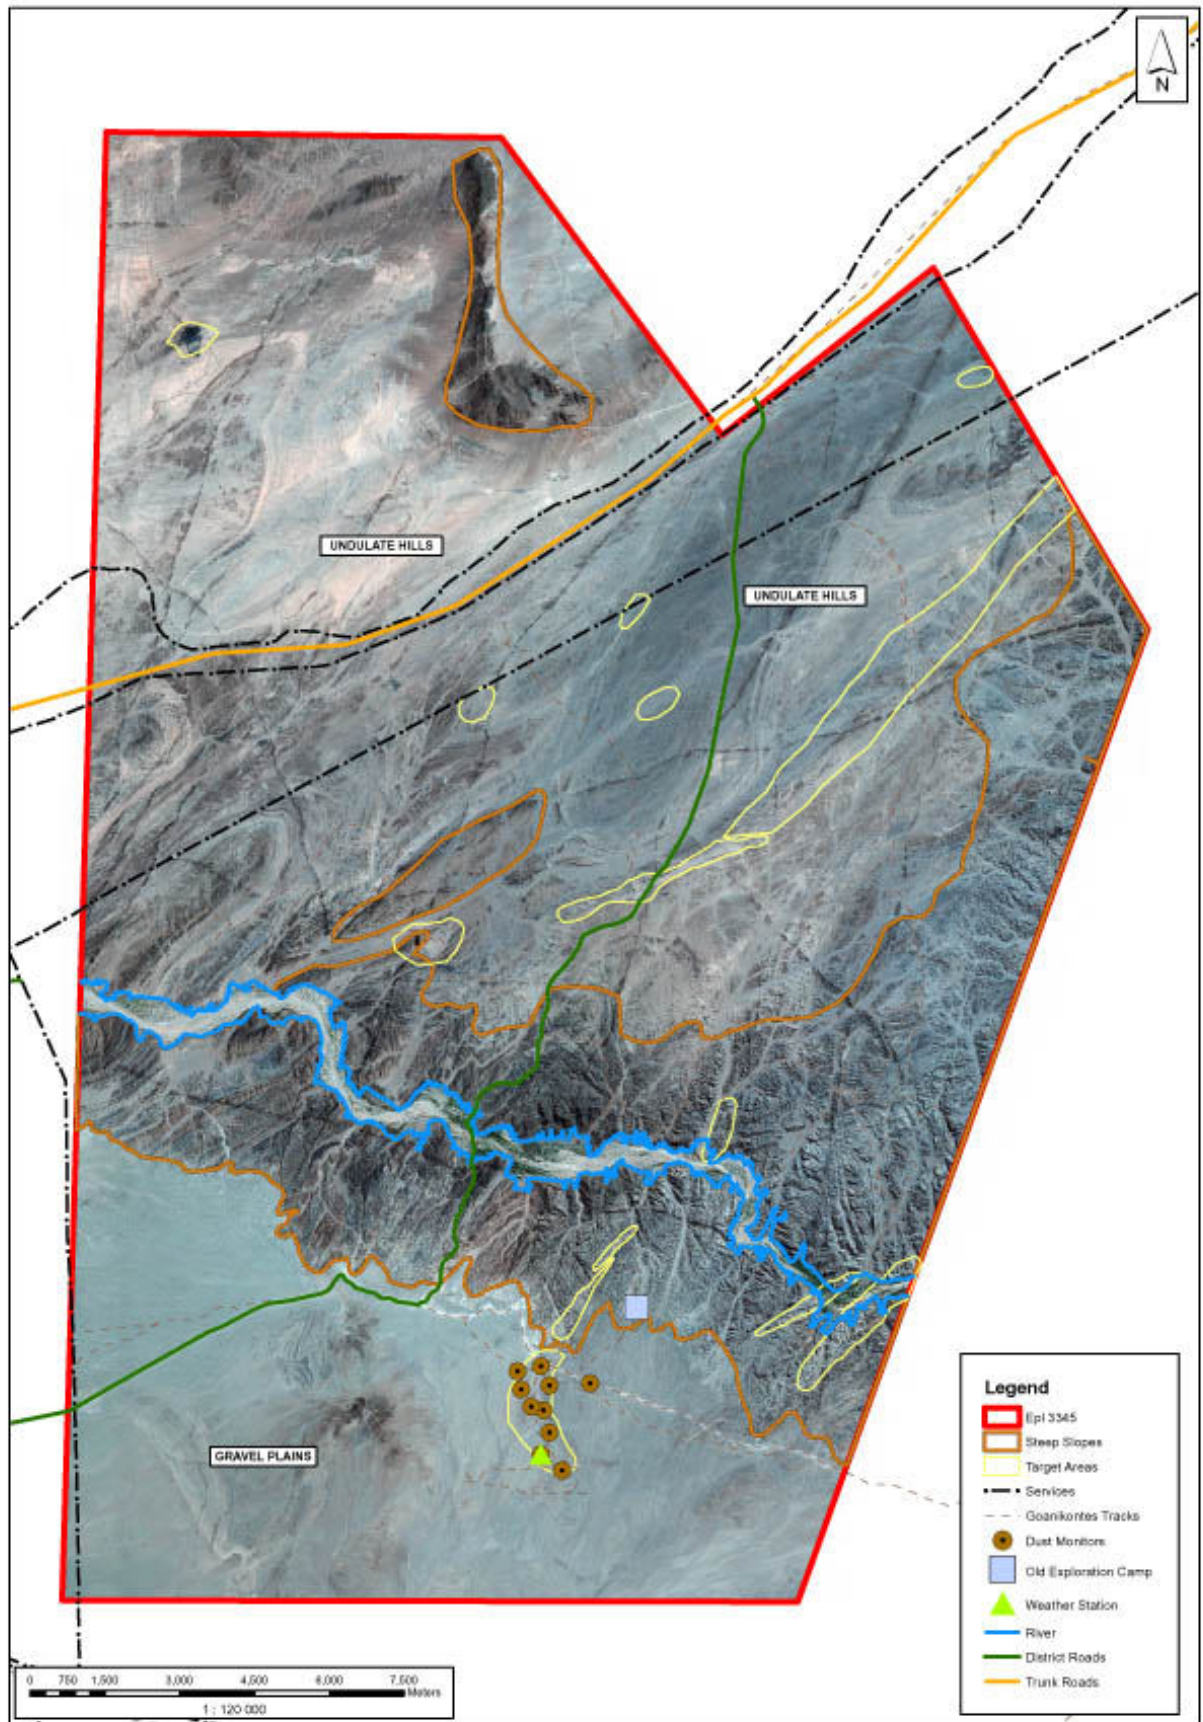 N
UNDULATE HILLS
UNDULATE HILLS
GRAVEL PLAINS
Legend
Epl 3345
Steep Slopes
Target Areas
Services
Goanikontes Tracks
Dust Monitors
Old Exploration Camp
Weather Station
River
District Roads
Trunk Roads
0 750 1,500 3,000 4,500 6,000 7,500
Meters
1 : 120 000